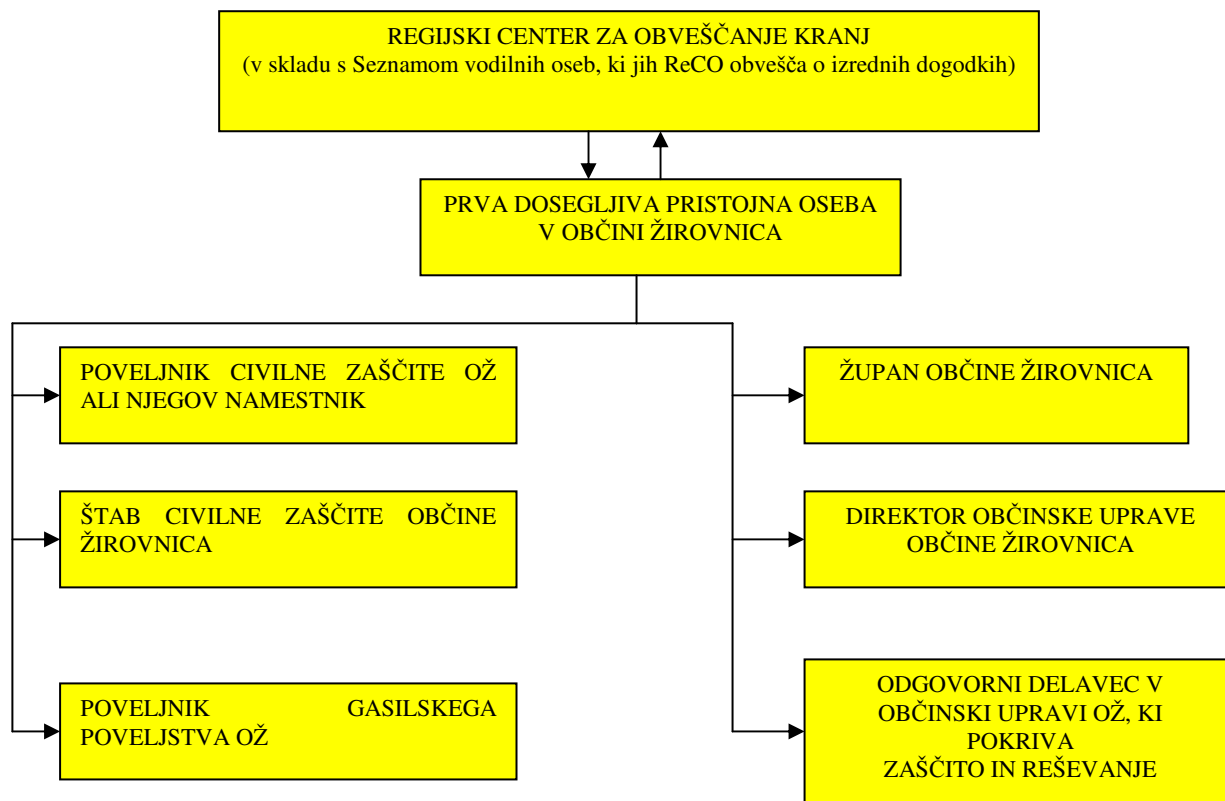 REGIJSKI CENTER ZA OBVEŠČANJE KRANJ
(v skladu s Seznamom vodilnih oseb, ki jih ReCO obvešča o izrednih dogodkih)
PRVA DOSEGLJIVA PRISTOJNA OSEBA
V OBČINI ŽIROVNICA
POVELJNIK CIVILNE ZAŠČITE OŽ
ALI NJEGOV NAMESTNIK
ŽUPAN OBČINE ŽIROVNICA
ŠTAB CIVILNE ZAŠČITE OBČINE
ŽIROVNICA
DIREKTOR OBČINSKE UPRAVE
OBČINE ŽIROVNICA
POVELJNIK GASILSKEGA
POVELJSTVA OŽ
ODGOVORNI DELAVEC V
OBČINSKI UPRAVI OŽ, KI
POKRIVA
ZAŠČITO IN REŠEVANJE